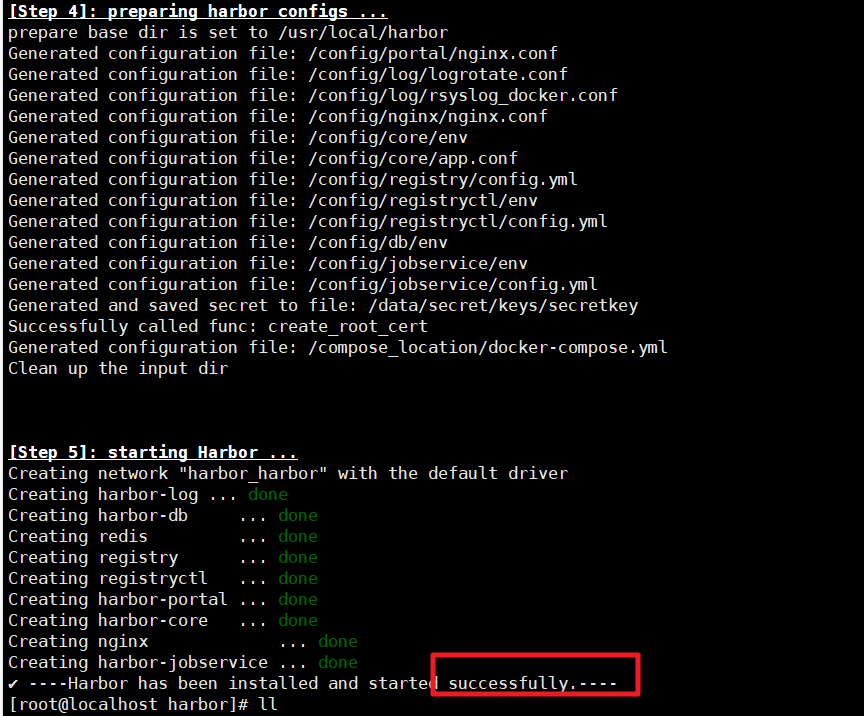 [Step 4]: preparing harbor configs ...
prepare base dir is set to /usr/local/harbor
Generated configuration file: /config/portal/nginx.conf
Generated configuration file: /config/log/logrotate.conf
Generated configuration file: /config/log/rsyslog_docker.conf
Generated configuration file: /config/nginx/nginx.conf
Generated configuration file: /config/core/env
Generated configuration file: /config/core/app.conf
Generated configuration file: /config/registry/config.yml
Generated configuration file: /config/registryctl/env
Generated configuration file: /config/registryctl/config.yml
Generated configuration file: /config/db/env
Generated configuration file: /config/jobservice/env
Generated configuration file: /config/jobservice/config.yml
Generated and saved secret to file: /data/secret/keys/secretkey
Successfully called func: create_root_cert
Generated configuration file: /compose_location/docker-compose.yml
Clean up the input dir
[Step 5]: starting Harbor ...
Creating network "harbor_harbor" with the default driver
Creating harbor-log ... done
Creating harbor-db     ... done
Creating redis         ... done
Creating registry      ... done
Creating registryctl   ... done
Creating harbor-portal ... done
Creating harbor-core   ... done
Creating nginx             ... done
Creating harbor-jobservice ... done
✔ ----Harbor has been installed and started successfully.----
[root@localhost harbor]# ll